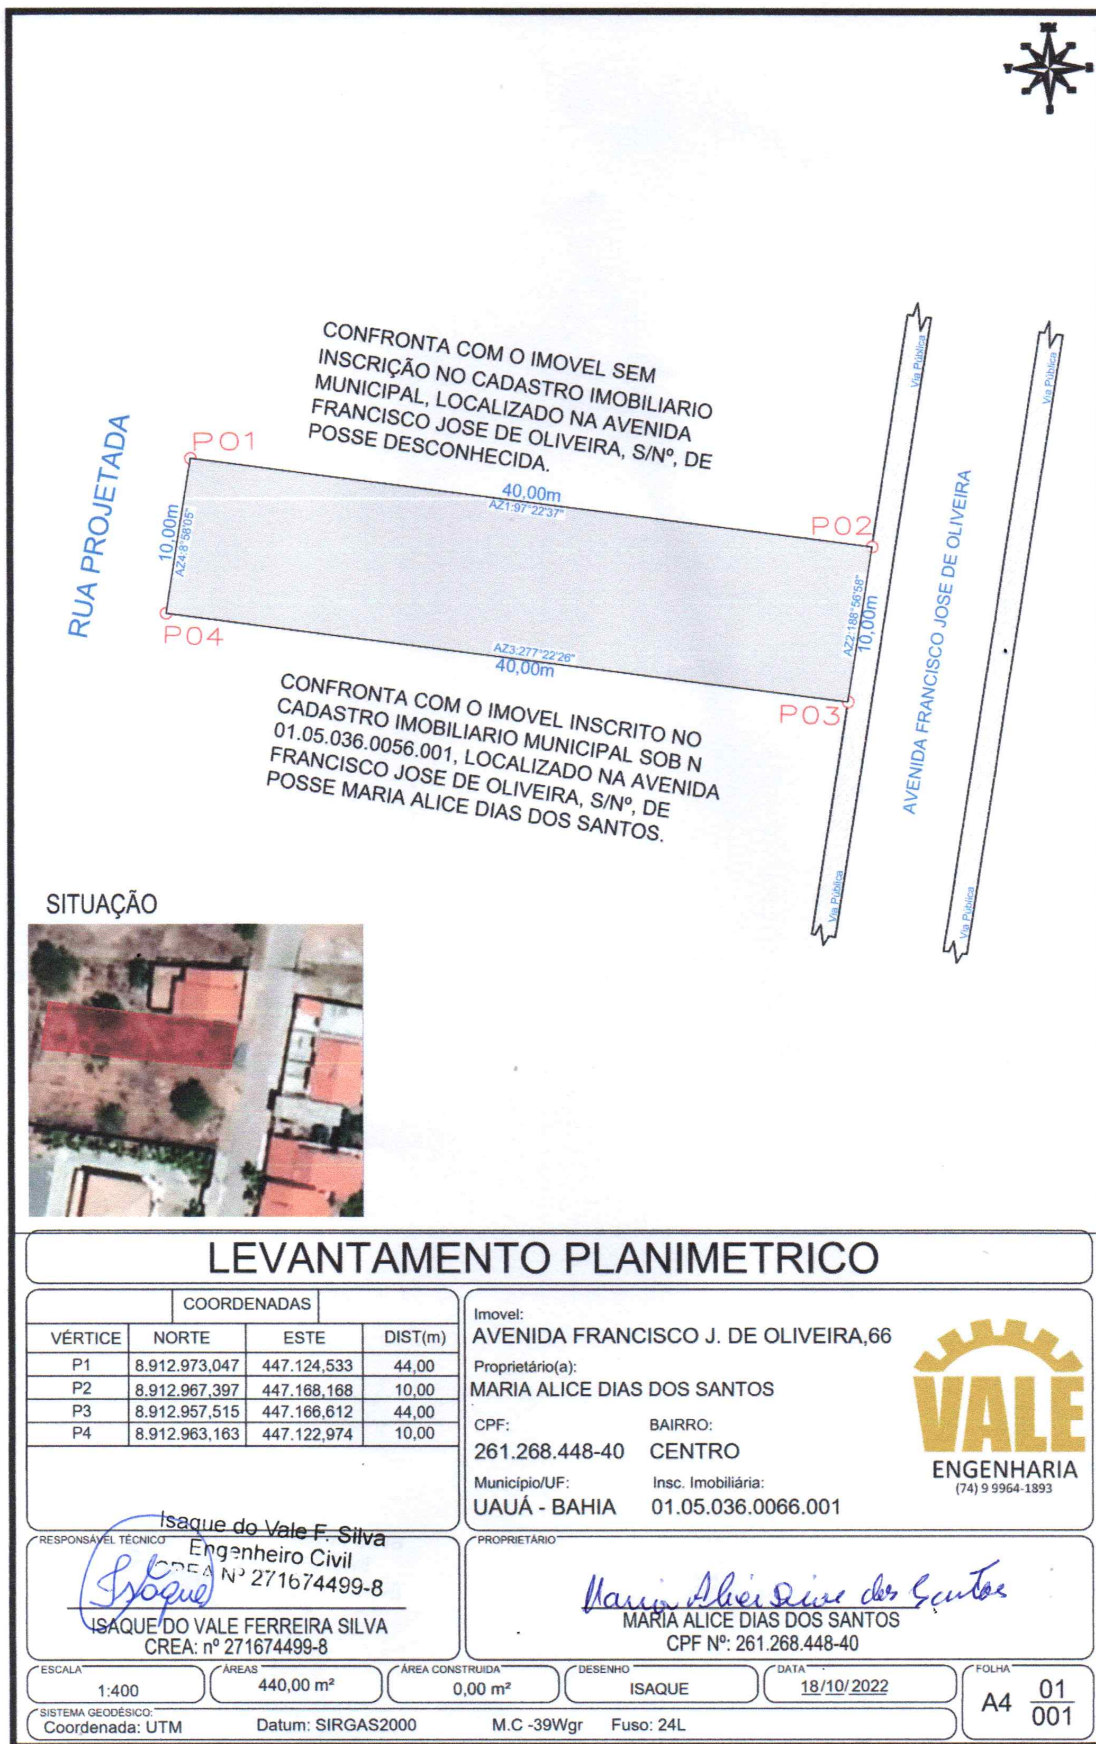 CONFRONTA COM O IMOVEL SEM
INSCRIÇÃO NO CADASTRO IMOBILIARIO
MUNICIPAL, LOCALIZADO NA AVENIDA
FRANCISCO JOSE DE OLIVEIRA, S/Nº, DE
POSSE DESCONHECIDA.
Via Pública
Via Pública
RUA PROJETADA
P01
40,00m
AZ1:97°22'37"
P02
10,00m
AZ4:8°58'05"
AZ2:188°56'58"
10,00m
AVENIDA FRANCISCO JOSE DE OLIVEIRA
P04
AZ3:277°22'26"
40,00m
P03
CONFRONTA COM O IMOVEL INSCRITO NO
CADASTRO IMOBILIARIO MUNICIPAL SOB N
01.05.036.0056.001, LOCALIZADO NA AVENIDA
FRANCISCO JOSE DE OLIVEIRA, S/Nº, DE
POSSE MARIA ALICE DIAS DOS SANTOS.
Via Pública
Via Pública
SITUAÇÃO
LEVANTAMENTO PLANIMETRICO
COORDENADAS
VÉRTICE NORTE ESTE DIST(m)
P1 8.912.973,047 447.124,533 44,00
P2 8.912.967,397 447.168,168 10,00
P3 8.912.957,515 447.166,612 44,00
P4 8.912.963,163 447.122,974 10,00
Imovel:
AVENIDA FRANCISCO J. DE OLIVEIRA,66
Proprietário(a):
MARIA ALICE DIAS DOS SANTOS
CPF: BAIRRO:
261.268.448-40 CENTRO
Município/UF: Insc. Imobiliária:
UAUÁ - BAHIA 01.05.036.0066.001
VALE
ENGENHARIA
(74) 9 9964-1893
RESPONSÁVEL TÉCNICO
Isaque do Vale F. Silva
Engenheiro Civil
CREA Nº 271674499-8
Isaque
ISAQUE DO VALE FERREIRA SILVA
CREA: nº 271674499-8
PROPRIETÁRIO
MARIA ALICE DIAS DOS SANTOS
CPF Nº: 261.268.448-40
ESCALA
1:400
ÁREAS
440,00 m²
ÁREA CONSTRUIDA
0,00 m²
DESENHO
ISAQUE
DATA
18/10/2022
FOLHA
A4 01
001
SISTEMA GEODÉSICO:
Coordenada: UTM Datum: SIRGAS2000 M.C -39Wgr Fuso: 24L